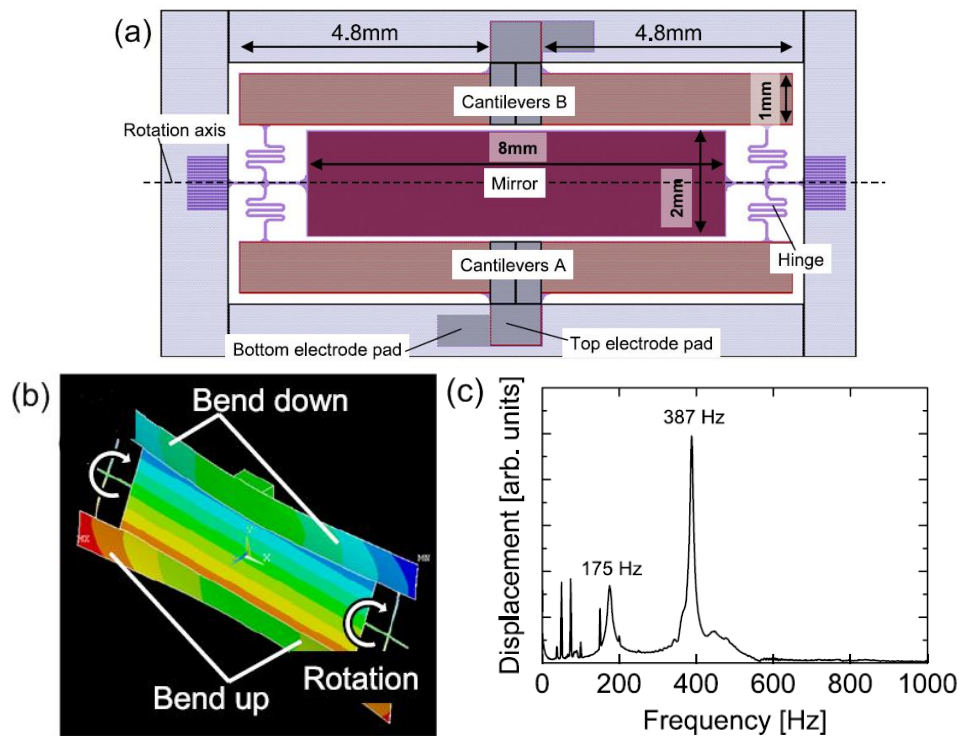 (a)
4.8mm
4.8mm
Cantilevers B
1mm
Rotation axis
8mm
Mirror
2mm
Cantilevers A
Hinge
Bottom electrode pad
Top electrode pad
(b)
Bend down
MX
MN
Y
Z
X
Bend up
Rotation
(c)
Displacement [arb. units]
387 Hz
175 Hz
0
200
400
600
800
1000
Frequency [Hz]